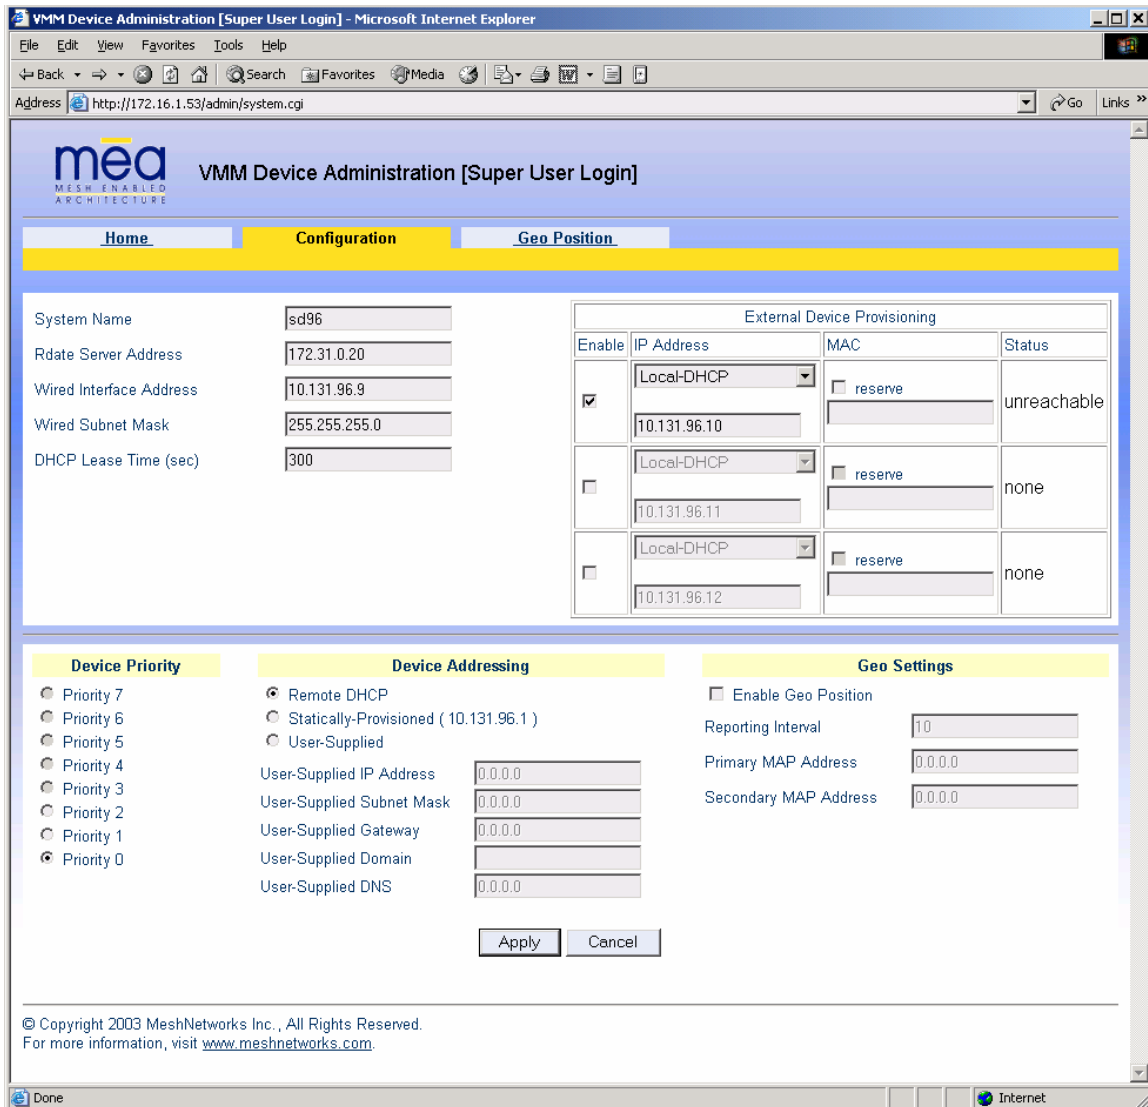 VMM Device Administration [Super User Login] - Microsoft Internet Explorer
File Edit View Favorites Tools Help
Back Search Favorites Media
Address http://172.16.1.53/admin/system.cgi Go Links »
mea
MESH ENABLED
ARCHITECTURE
VMM Device Administration [Super User Login]
Home Configuration Geo Position
System Name sd96
Rdate Server Address 172.31.0.20
Wired Interface Address 10.131.96.9
Wired Subnet Mask 255.255.255.0
DHCP Lease Time (sec) 300
External Device Provisioning
Enable IP Address MAC Status
Local-DHCP reserve
unreachable
10.131.96.10
Local-DHCP reserve
none
10.131.96.11
Local-DHCP reserve
none
10.131.96.12
Device Priority
Priority 7
Priority 6
Priority 5
Priority 4
Priority 3
Priority 2
Priority 1
Priority 0
Device Addressing
Remote DHCP
Statically-Provisioned ( 10.131.96.1 )
User-Supplied
User-Supplied IP Address 0.0.0.0
User-Supplied Subnet Mask 0.0.0.0
User-Supplied Gateway 0.0.0.0
User-Supplied Domain
User-Supplied DNS 0.0.0.0
Geo Settings
Enable Geo Position
Reporting Interval 10
Primary MAP Address 0.0.0.0
Secondary MAP Address 0.0.0.0
Apply Cancel
© Copyright 2003 MeshNetworks Inc., All Rights Reserved.
For more information, visit www.meshnetworks.com.
Done Internet